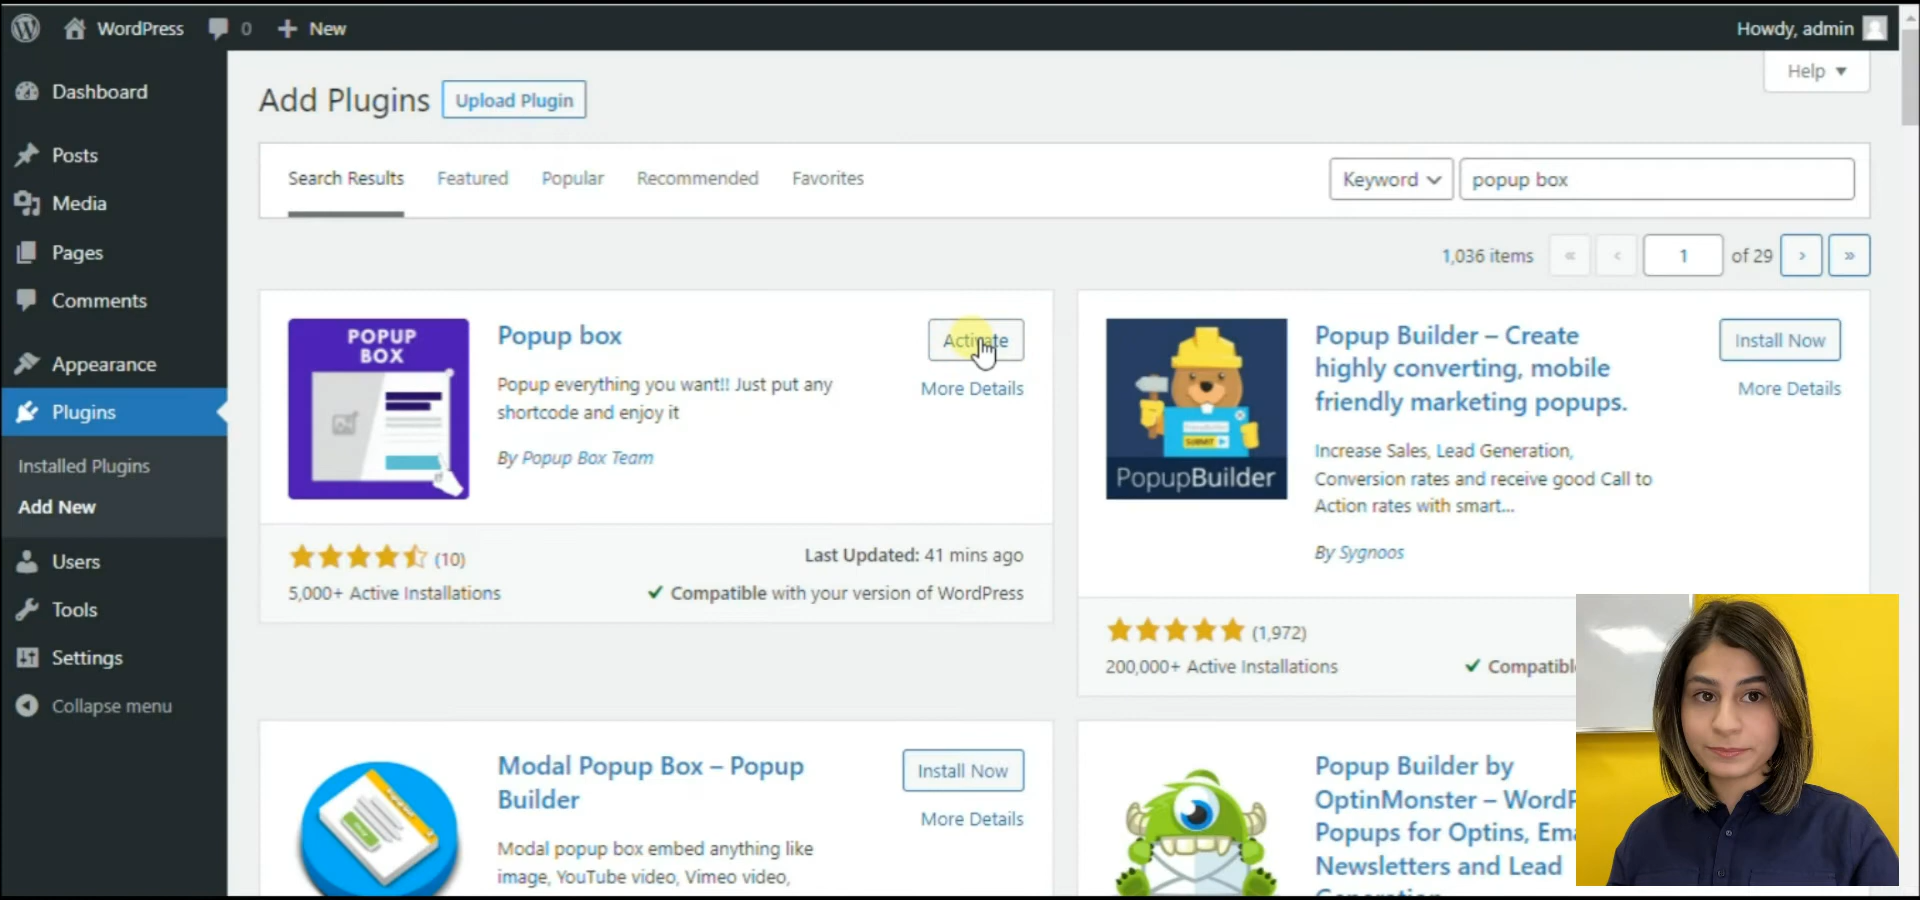 WordPress 0 New Howdy, admin
Help
Dashboard
Posts
Media
Pages
Comments
Appearance
Plugins
Installed Plugins
Add New
Users
Tools
Settings
Collapse menu
Add Plugins Upload Plugin
Search Results Featured Popular Recommended Favorites Keyword popup box
1,036 items « ‹ 1 of 29 › »
POPUP
BOX
Popup box
Activate
More Details
Popup everything you want!! Just put any
shortcode and enjoy it
By Popup Box Team
(10)
Last Updated: 41 mins ago
5,000+ Active Installations
Compatible with your version of WordPress
SUBMIT
PopupBuilder
Popup Builder – Create
highly converting, mobile
friendly marketing popups.
Install Now
More Details
Increase Sales, Lead Generation,
Conversion rates and receive good Call to
Action rates with smart...
By Sygnoos
(1,972)
200,000+ Active Installations
Modal Popup Box – Popup
Builder
Install Now
More Details
Modal popup box embed anything like
image, YouTube video, Vimeo video,
Popup Builder by
OptinMonster – WordP
Popups for Optins, Ema
Newsletters and Lead